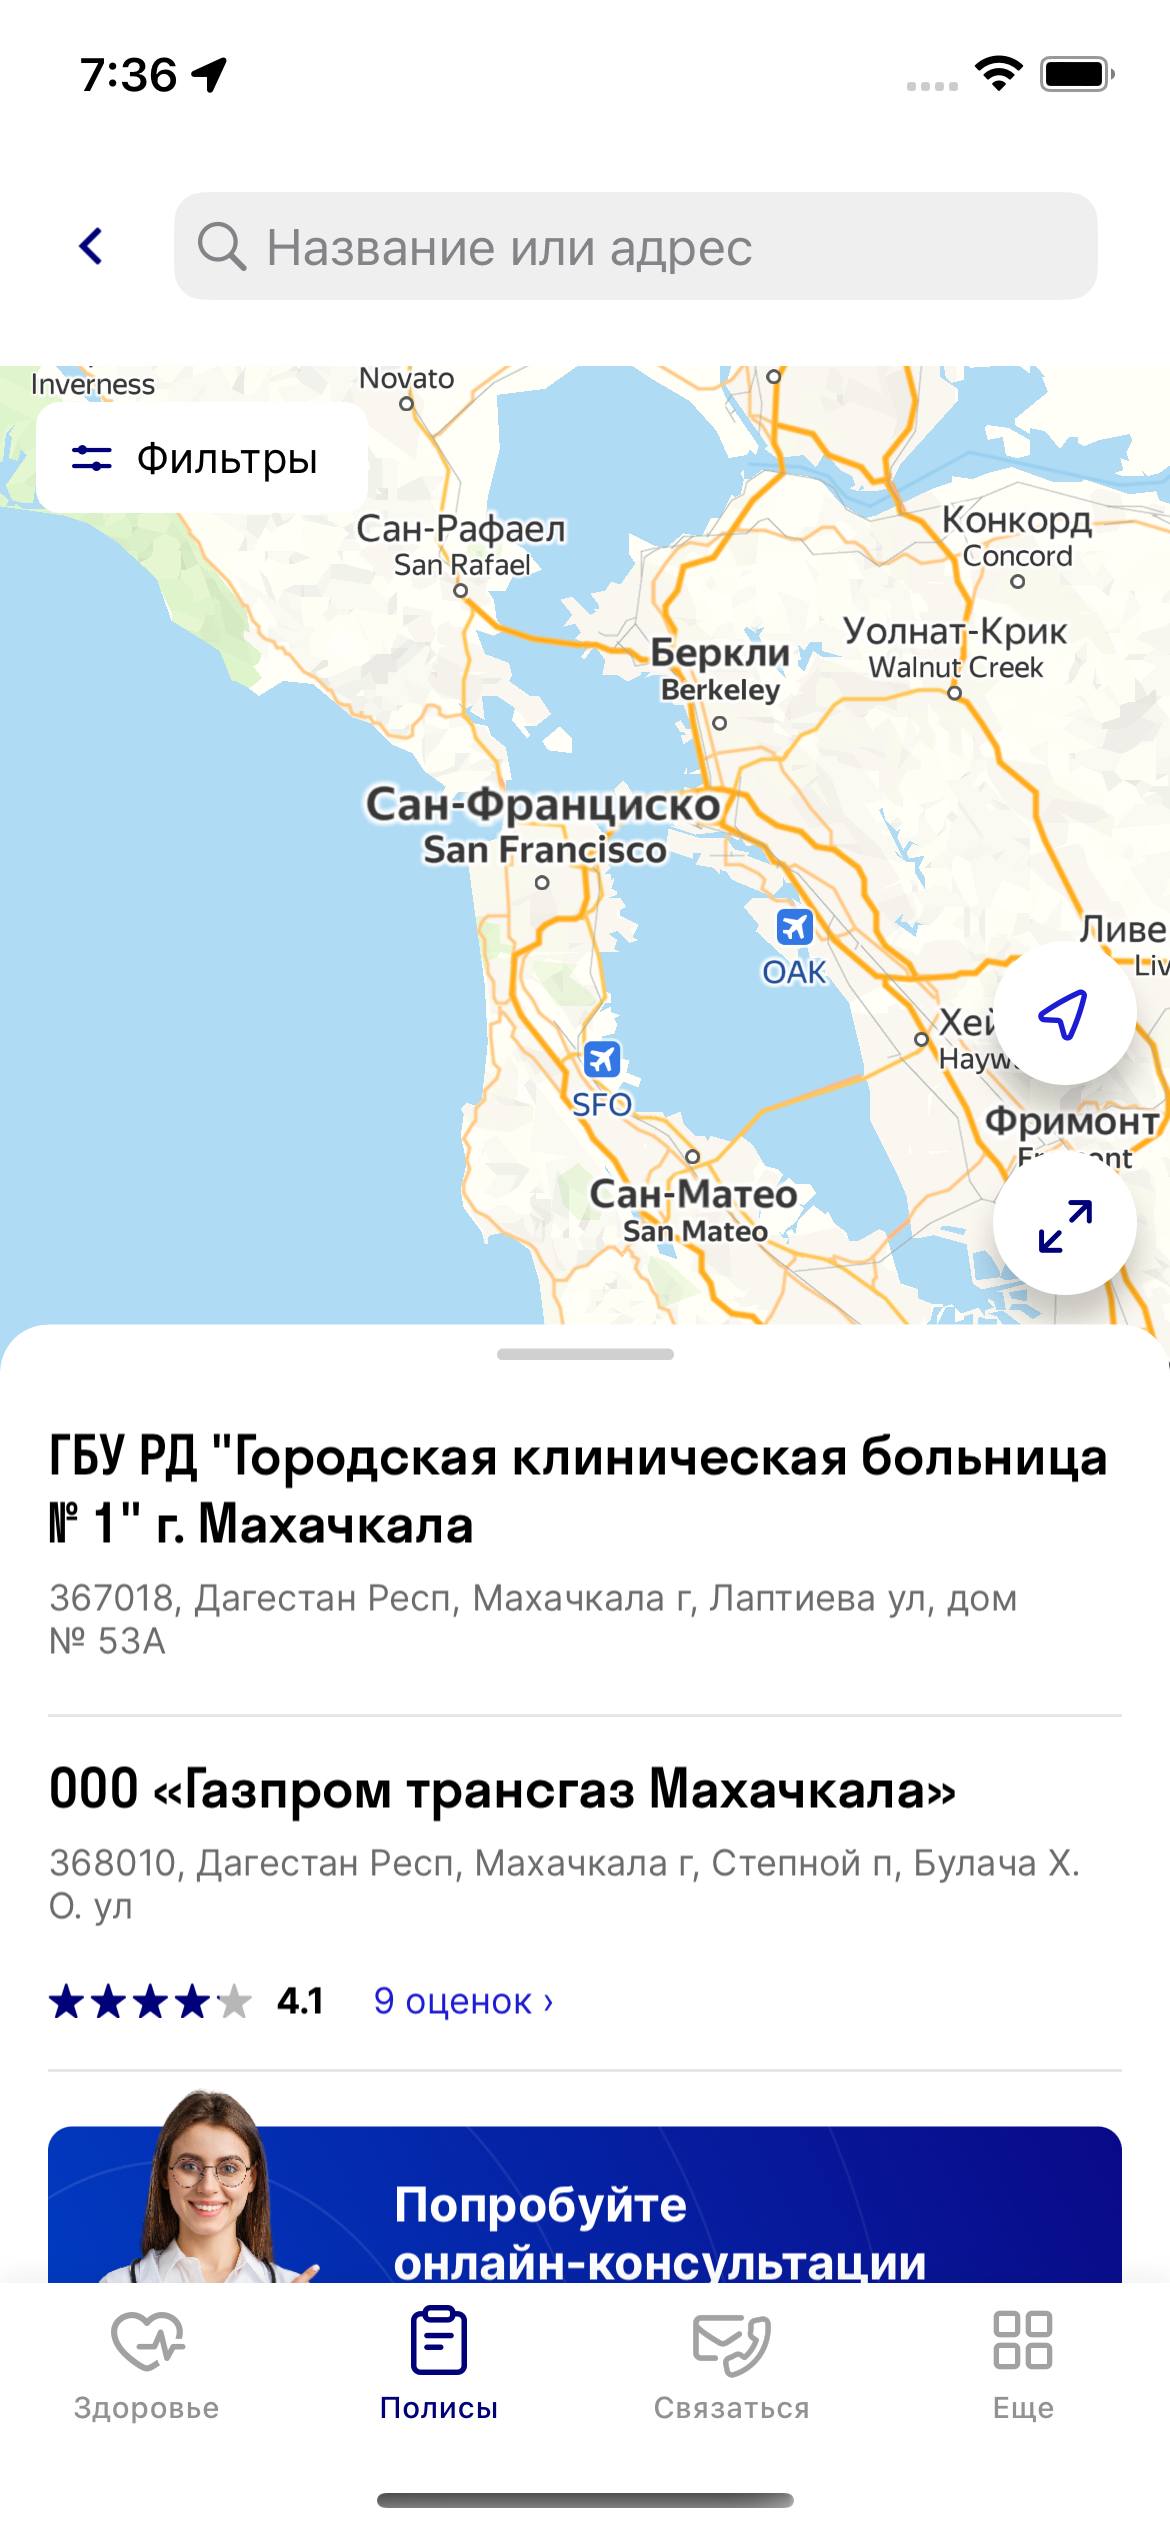 7:36
Название или адрес
Inverness
Novato
Фильтры
Сан-Рафаел
San Rafael
Конкорд
Concord
Уолнат-Крик
Walnut Creek
Беркли
Berkeley
Сан-Франциско
San Francisco
OAK
Ливе
Liv
Хей
Hayw
SFO
Фримонт
Сан-Матео
San Mateo
ГБУ РД "Городская клиническая больница
№ 1" г. Махачкала
367018, Дагестан Респ, Махачкала г, Лаптиева ул, дом
№ 53А
ООО «Газпром трансгаз Махачкала»
368010, Дагестан Респ, Махачкала г, Степной п, Булача Х.
О. ул
4.1 9 оценок ›
Попробуйте
онлайн-консультации
Здоровье
Полисы
Связаться
Еще